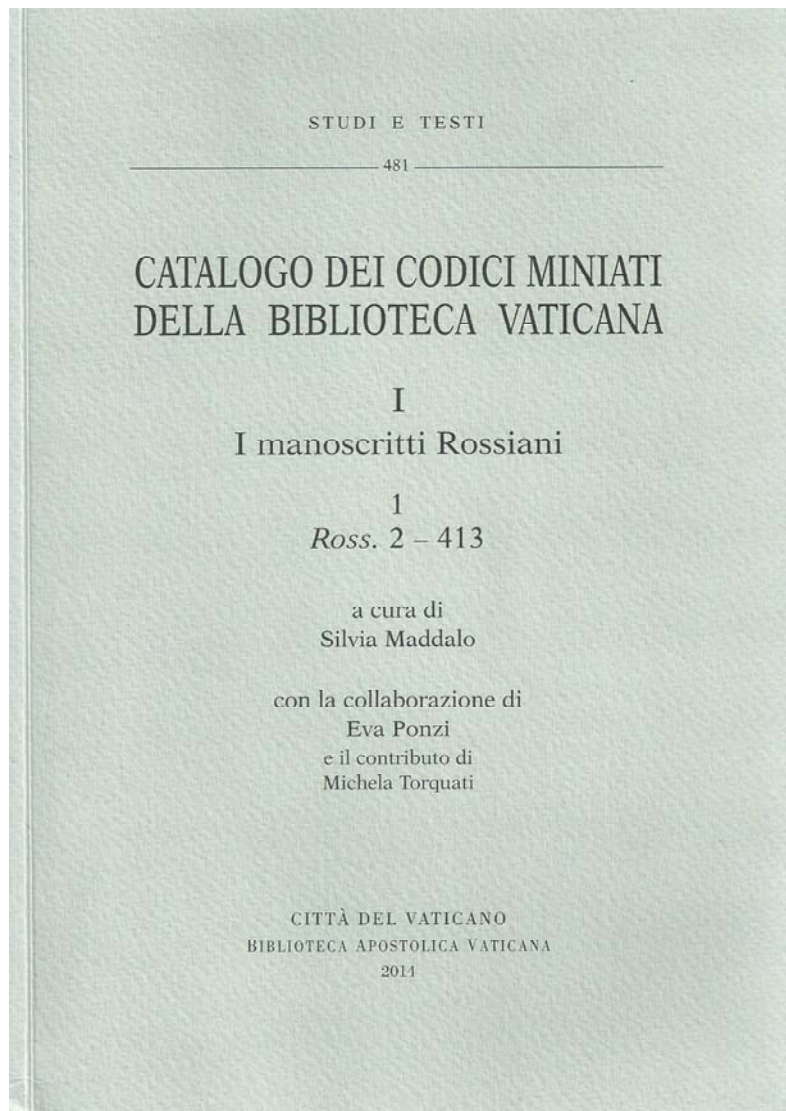 STUDI E TESTI
481
CATALOGO DEI CODICI MINIATI
DELLA BIBLIOTECA VATICANA
I
I manoscritti Rossiani
1
Ross. 2 – 413
a cura di
Silvia Maddalo
con la collaborazione di
Eva Ponzi
e il contributo di
Michela Torquati
CITTÀ DEL VATICANO
BIBLIOTECA APOSTOLICA VATICANA
2014